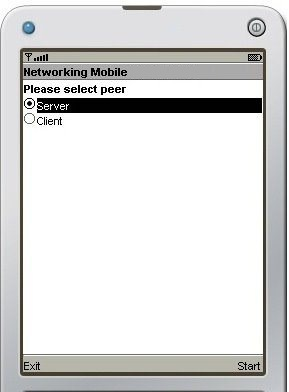 Networking Mobile
Please select peer
Server
Client
Exit Start